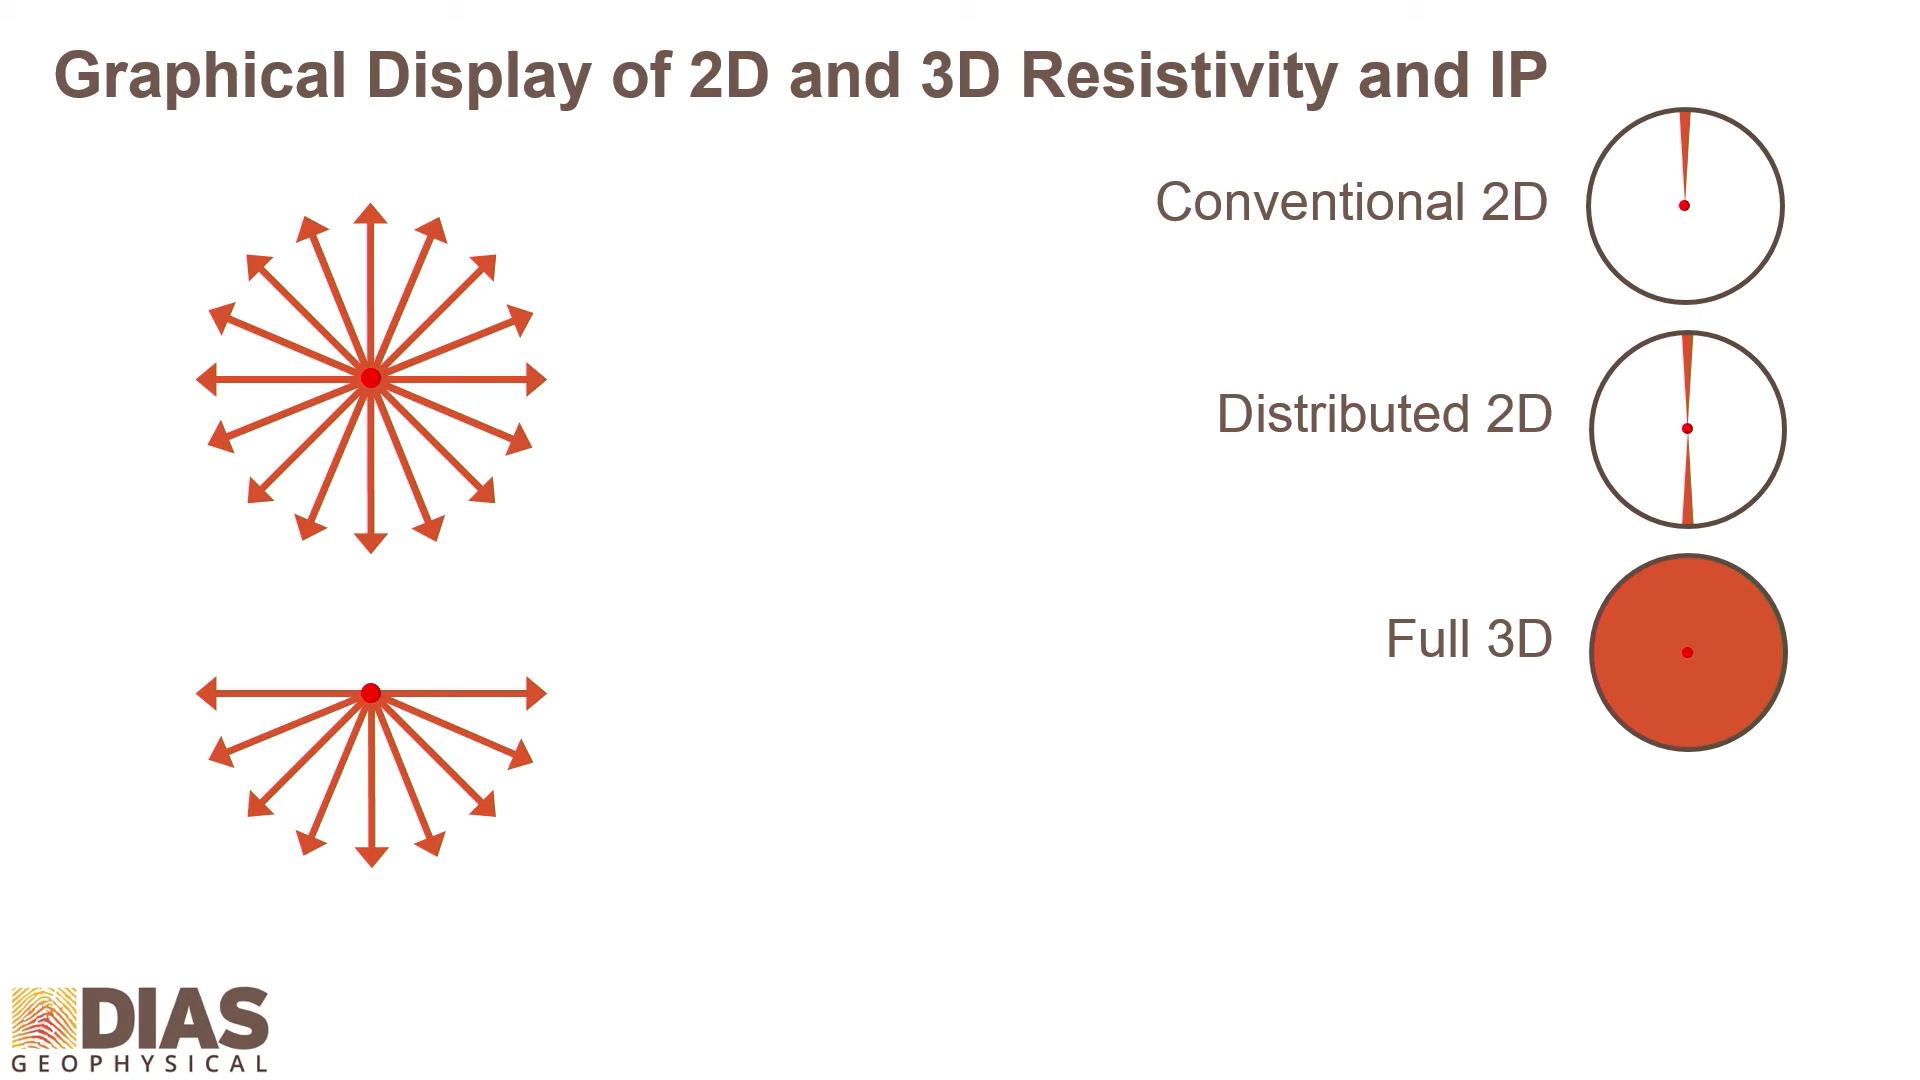 Graphical Display of 2D and 3D Resistivity and IP
Conventional 2D
Distributed 2D
Full 3D
DIAS
GEOPHYSICAL